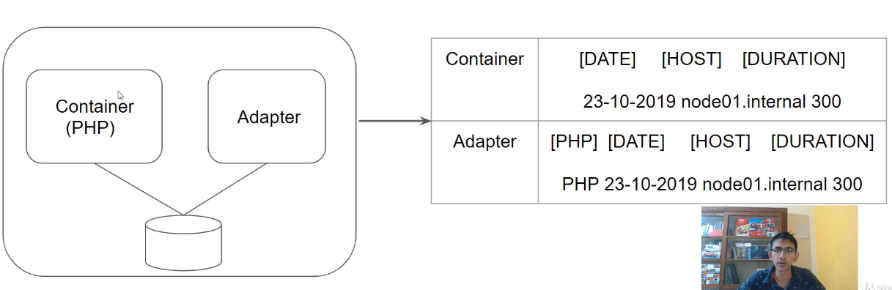 Container
(PHP)
Adapter
Container
[DATE] [HOST] [DURATION]
23-10-2019 node01.internal 300
Adapter
[PHP] [DATE] [HOST] [DURATION]
PHP 23-10-2019 node01.internal 300